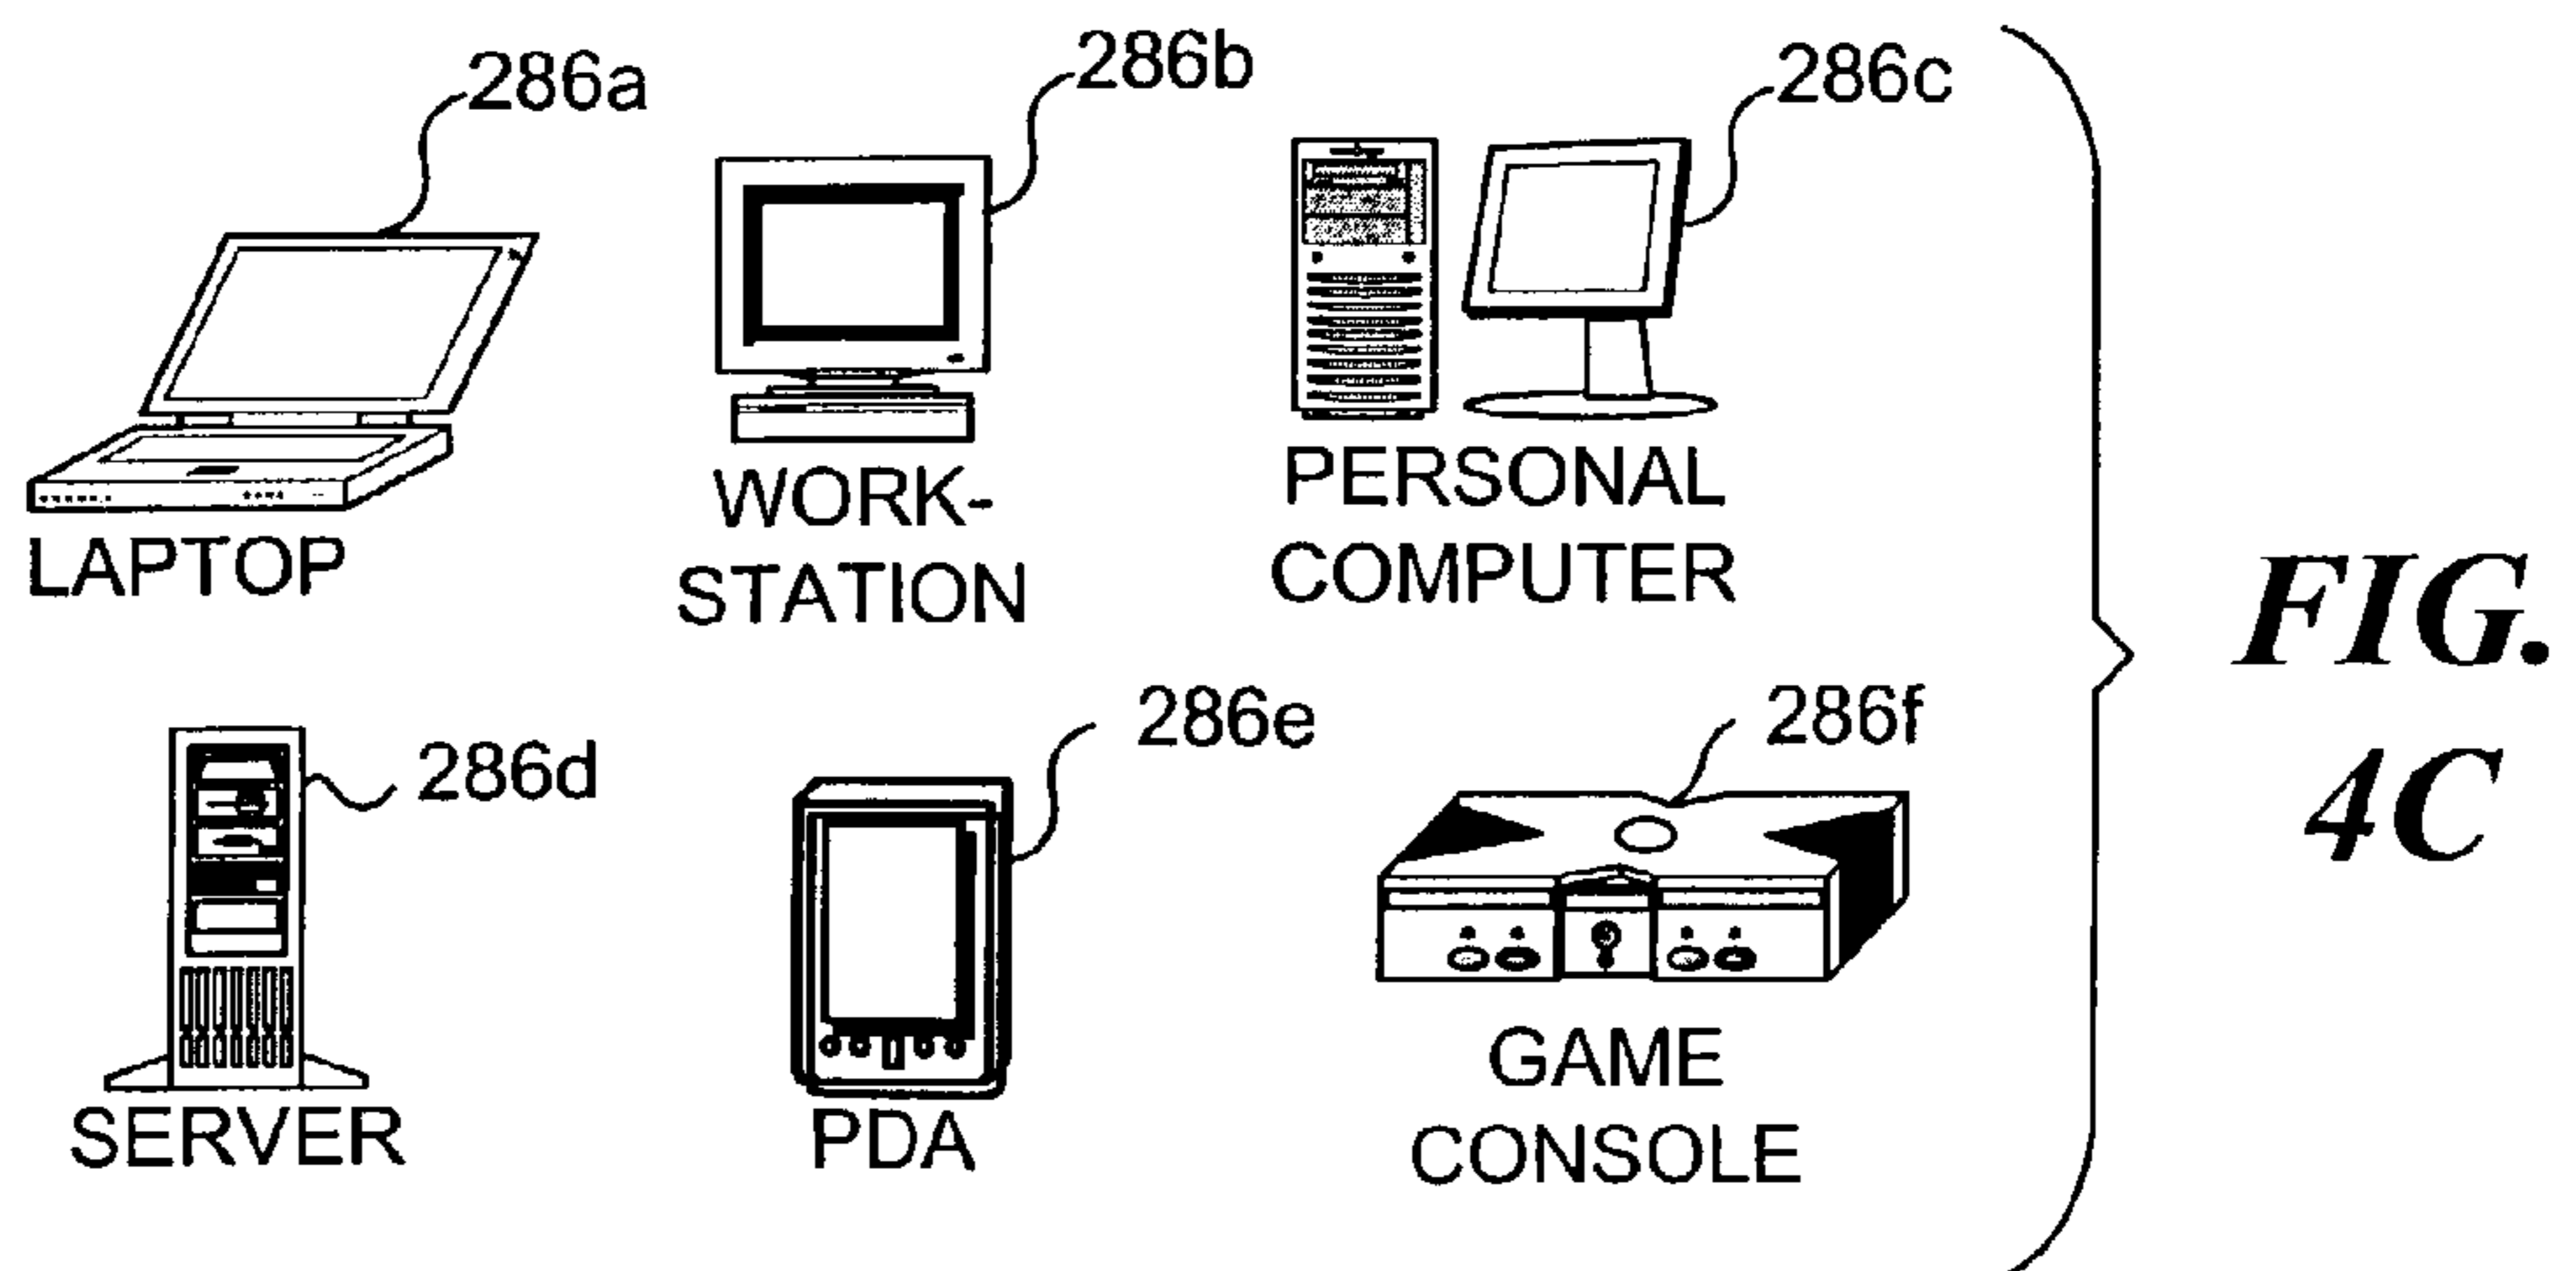 286a
286b
286c
LAPTOP
WORK-
STATION
PERSONAL
COMPUTER
286d
286e
286f
SERVER
PDA
GAME
CONSOLE
FIG.
4C